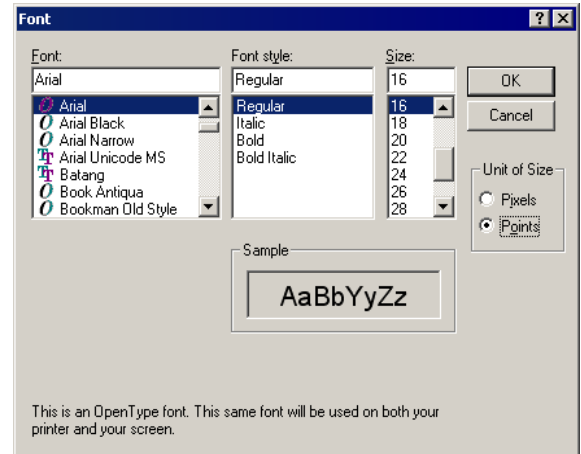 Font
Font:
Arial
Arial
Arial Black
Arial Narrow
Arial Unicode MS
Batang
Book Antiqua
Bookman Old Style
Font style:
Regular
Regular
Italic
Bold
Bold Italic
Size:
16
16
18
20
22
24
26
28
OK
Cancel
Unit of Size
Pixels
Points
Sample
AaBbYyZz
This is an OpenType font. This same font will be used on both your
printer and your screen.